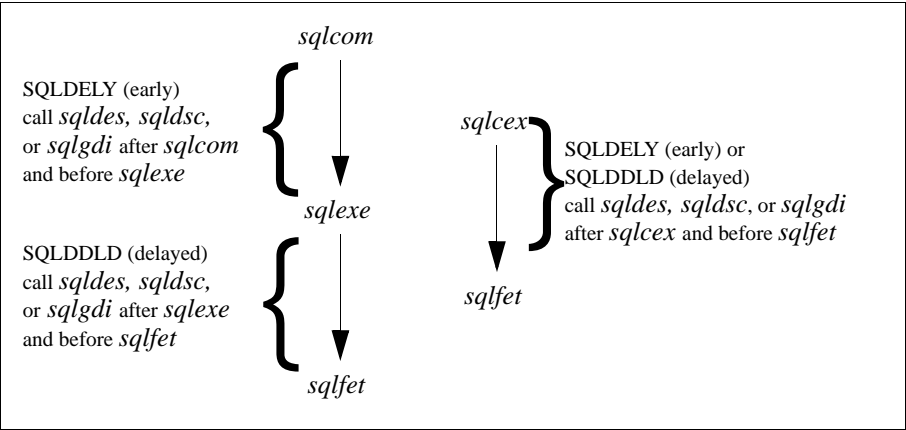 sqlcom
SQLDELY (early)
call sqldes, sqldsc,
or sqlgdi after sqlcom
and before sqlexe
sqlexe
SQLDDLD (delayed)
call sqldes, sqldsc,
or sqlgdi after sqlexe
and before sqlfet
sqlfet
sqlcex
SQLDELY (early) or
SQLDDLD (delayed)
call sqldes, sqldsc, or sqlgdi
after sqlcex and before sqlfet
sqlfet